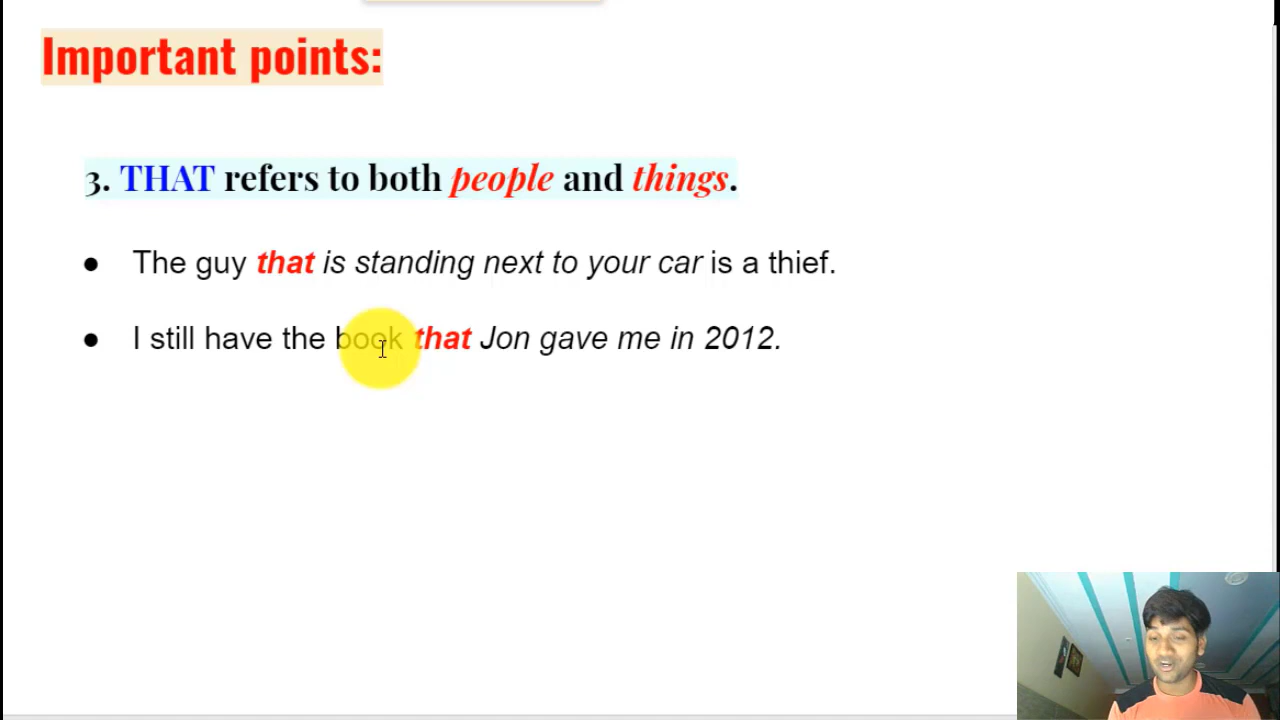 Important points:
3. THAT refers to both people and things.
● The guy that is standing next to your car is a thief.
● I still have the book that Jon gave me in 2012.